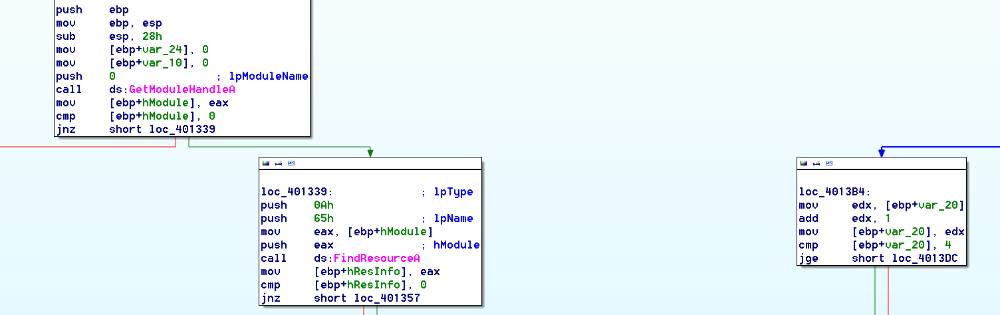 push ebp
mov ebp, esp
sub esp, 28h
mov [ebp+var_24], 0
mov [ebp+var_10], 0
push 0 ; lpModuleName
call ds:GetModuleHandleA
mov [ebp+hModule], eax
cmp [ebp+hModule], 0
jnz short loc_401339
loc_401339: ; lpType
push 0Ah
push 65h ; lpName
mov eax, [ebp+hModule]
push eax ; hModule
call ds:FindResourceA
mov [ebp+hResInfo], eax
cmp [ebp+hResInfo], 0
jnz short loc_401357
loc_4013B4:
mov edx, [ebp+var_20]
add edx, 1
mov [ebp+var_20], edx
cmp [ebp+var_20], 4
jge short loc_4013DC